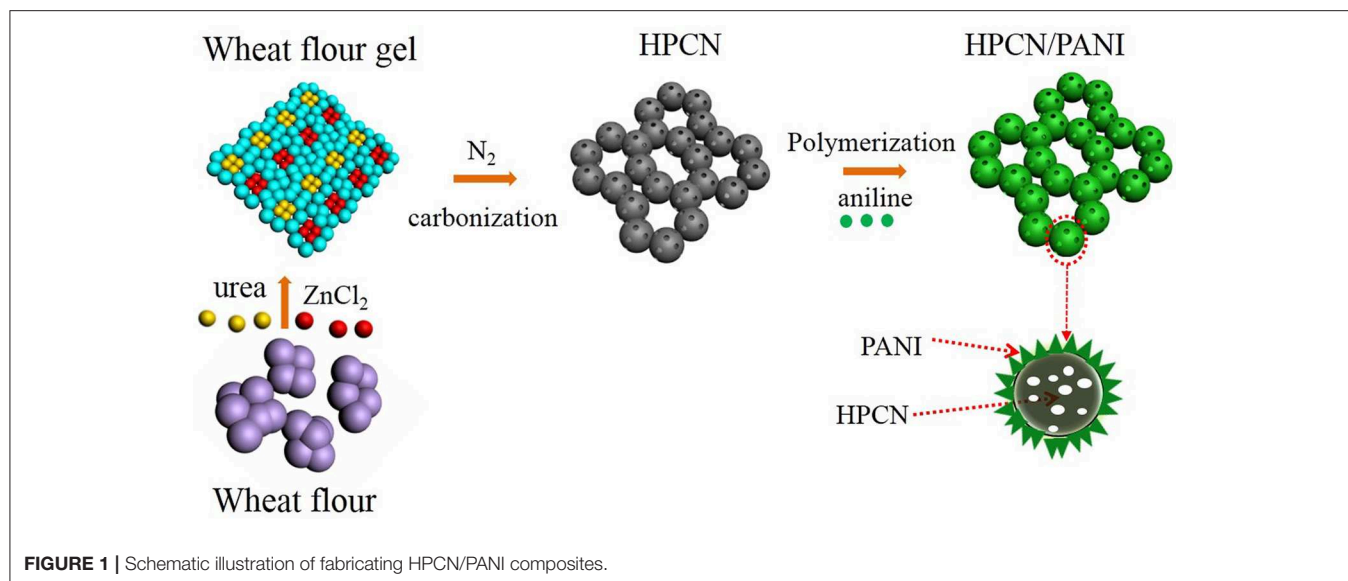 Wheat flour gel
HPCN
HPCN/PANI
N₂
carbonization
Polymerization
aniline
urea
ZnCl₂
PANI
HPCN
Wheat flour
FIGURE 1 | Schematic illustration of fabricating HPCN/PANI composites.